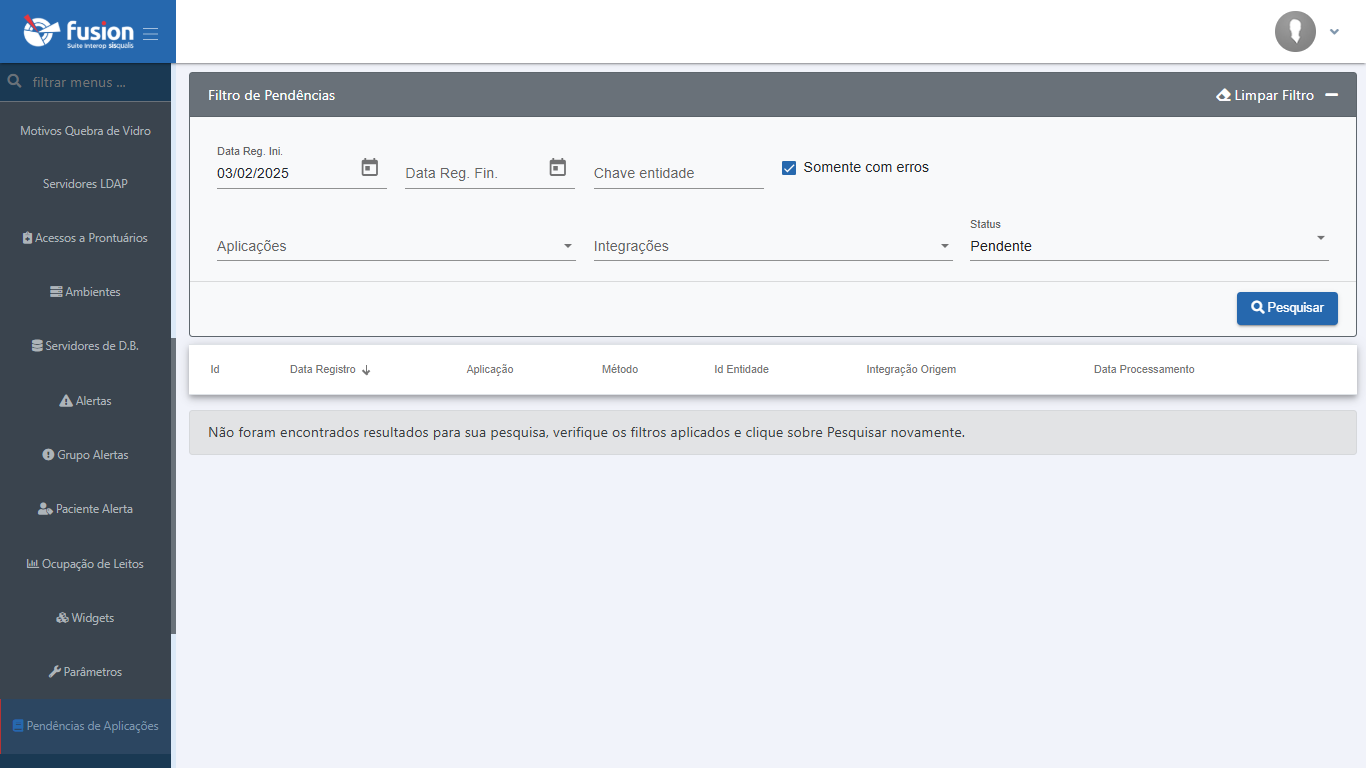 fusion
Suite Interop sisqualis
filtrar menus ...
Motivos Quebra de Vidro
Servidores LDAP
Acessos a Prontuários
Ambientes
Servidores de D.B.
Alertas
Grupo Alertas
Paciente Alerta
Ocupação de Leitos
Widgets
Parâmetros
Pendências de Aplicações
Filtro de Pendências
Limpar Filtro
Data Reg. Ini.
03/02/2025
Data Reg. Fin.
Chave entidade
Somente com erros
Aplicações
Integrações
Status
Pendente
Pesquisar
Id Data Registro Aplicação Método Id Entidade Integração Origem Data Processamento
Não foram encontrados resultados para sua pesquisa, verifique os filtros aplicados e clique sobre Pesquisar novamente.